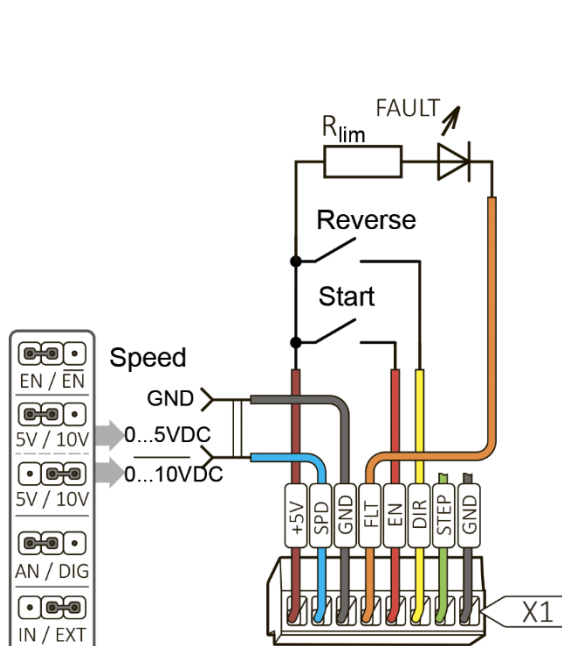 FAULT
Rlim
Reverse
Start
EN / E̅N̅
Speed
GND
5V / 10V
0...5VDC
0...10VDC
5V / 10V
+5V
SPD
GND
FLT
EN
DIR
STEP
GND
AN / DIG
IN / EXT
X1